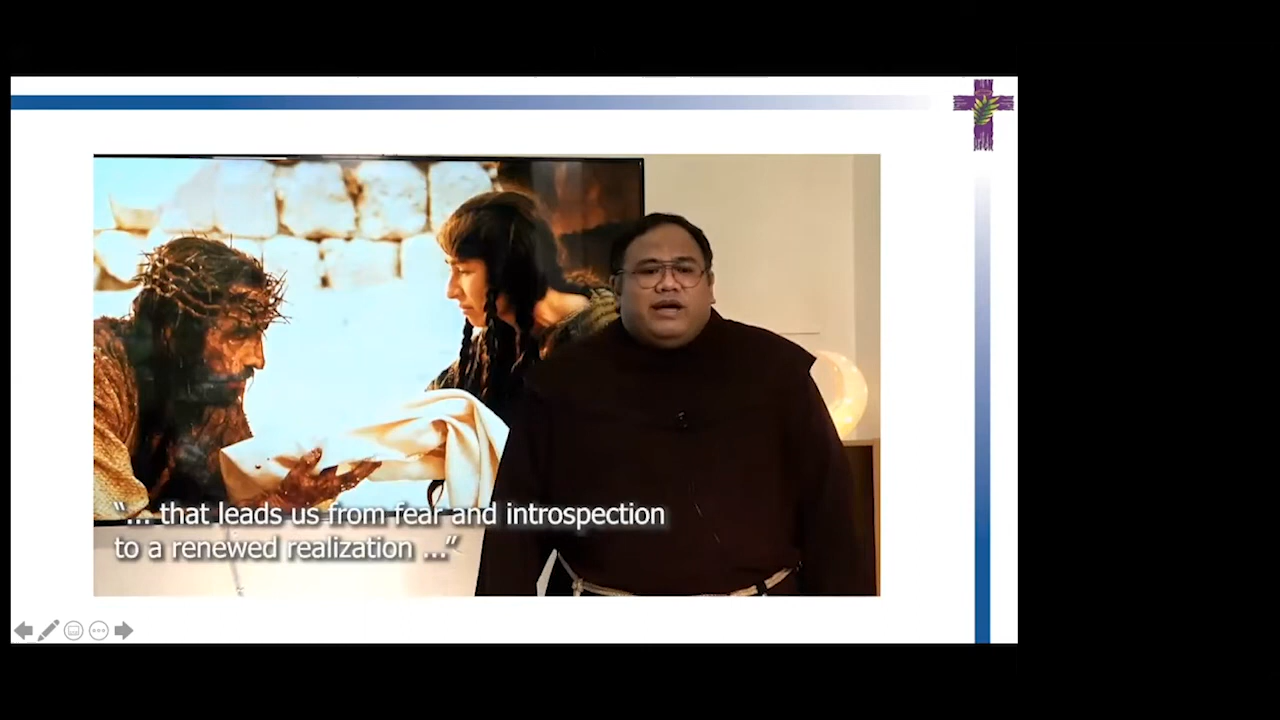 “... that leads us from fear and introspection
to a renewed realization ...”